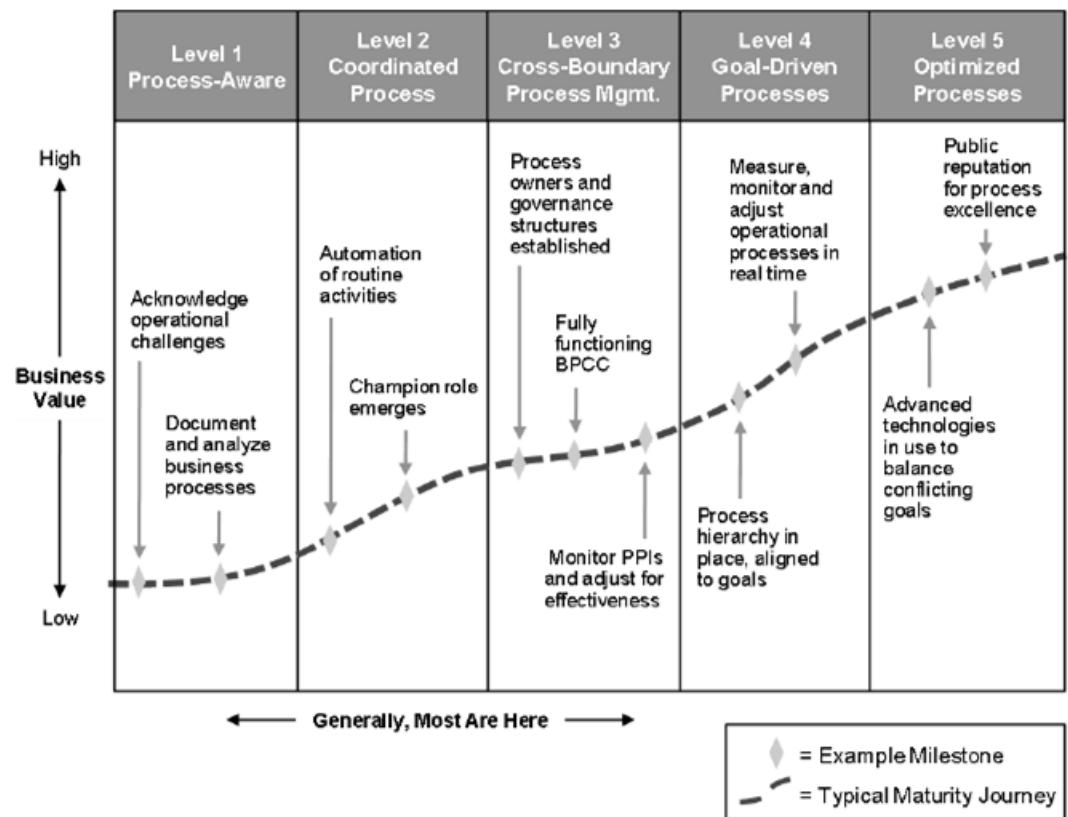 Level 1
Process-Aware
Level 2
Coordinated
Process
Level 3
Cross-Boundary
Process Mgmt.
Level 4
Goal-Driven
Processes
Level 5
Optimized
Processes
High
Business
Value
Low
Acknowledge
operational
challenges
Document
and analyze
business
processes
Automation
of routine
activities
Champion role
emerges
Process
owners and
governance
structures
established
Fully
functioning
BPCC
Monitor PPIs
and adjust for
effectiveness
Measure,
monitor and
adjust
operational
processes in
real time
Process
hierarchy in
place, aligned
to goals
Public
reputation
for process
excellence
Advanced
technologies
in use to
balance
conflicting
goals
Generally, Most Are Here
= Example Milestone
= Typical Maturity Journey